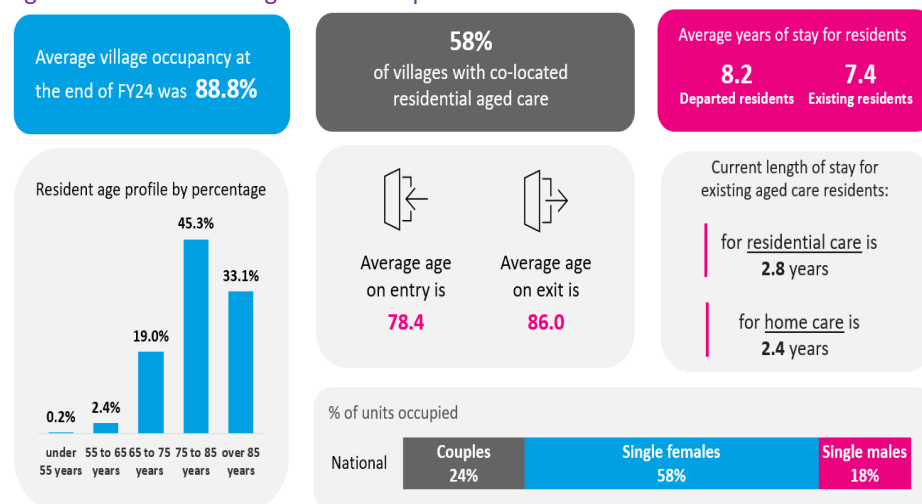 Average village occupancy at
the end of FY24 was 88.8%
58%
of villages with co-located
residential aged care
Average years of stay for residents
8.2 7.4
Departed residents Existing residents
Resident age profile by percentage
0.2% 2.4% 19.0% 45.3% 33.1%
under 55 to 65 65 to 75 75 to 85 over 85
55 years years years years years
Average age
on entry is
78.4
Average age
on exit is
86.0
Current length of stay for
existing aged care residents:
for residential care is
2.8 years
for home care is
2.4 years
% of units occupied
National
Couples
24%
Single females
58%
Single males
18%